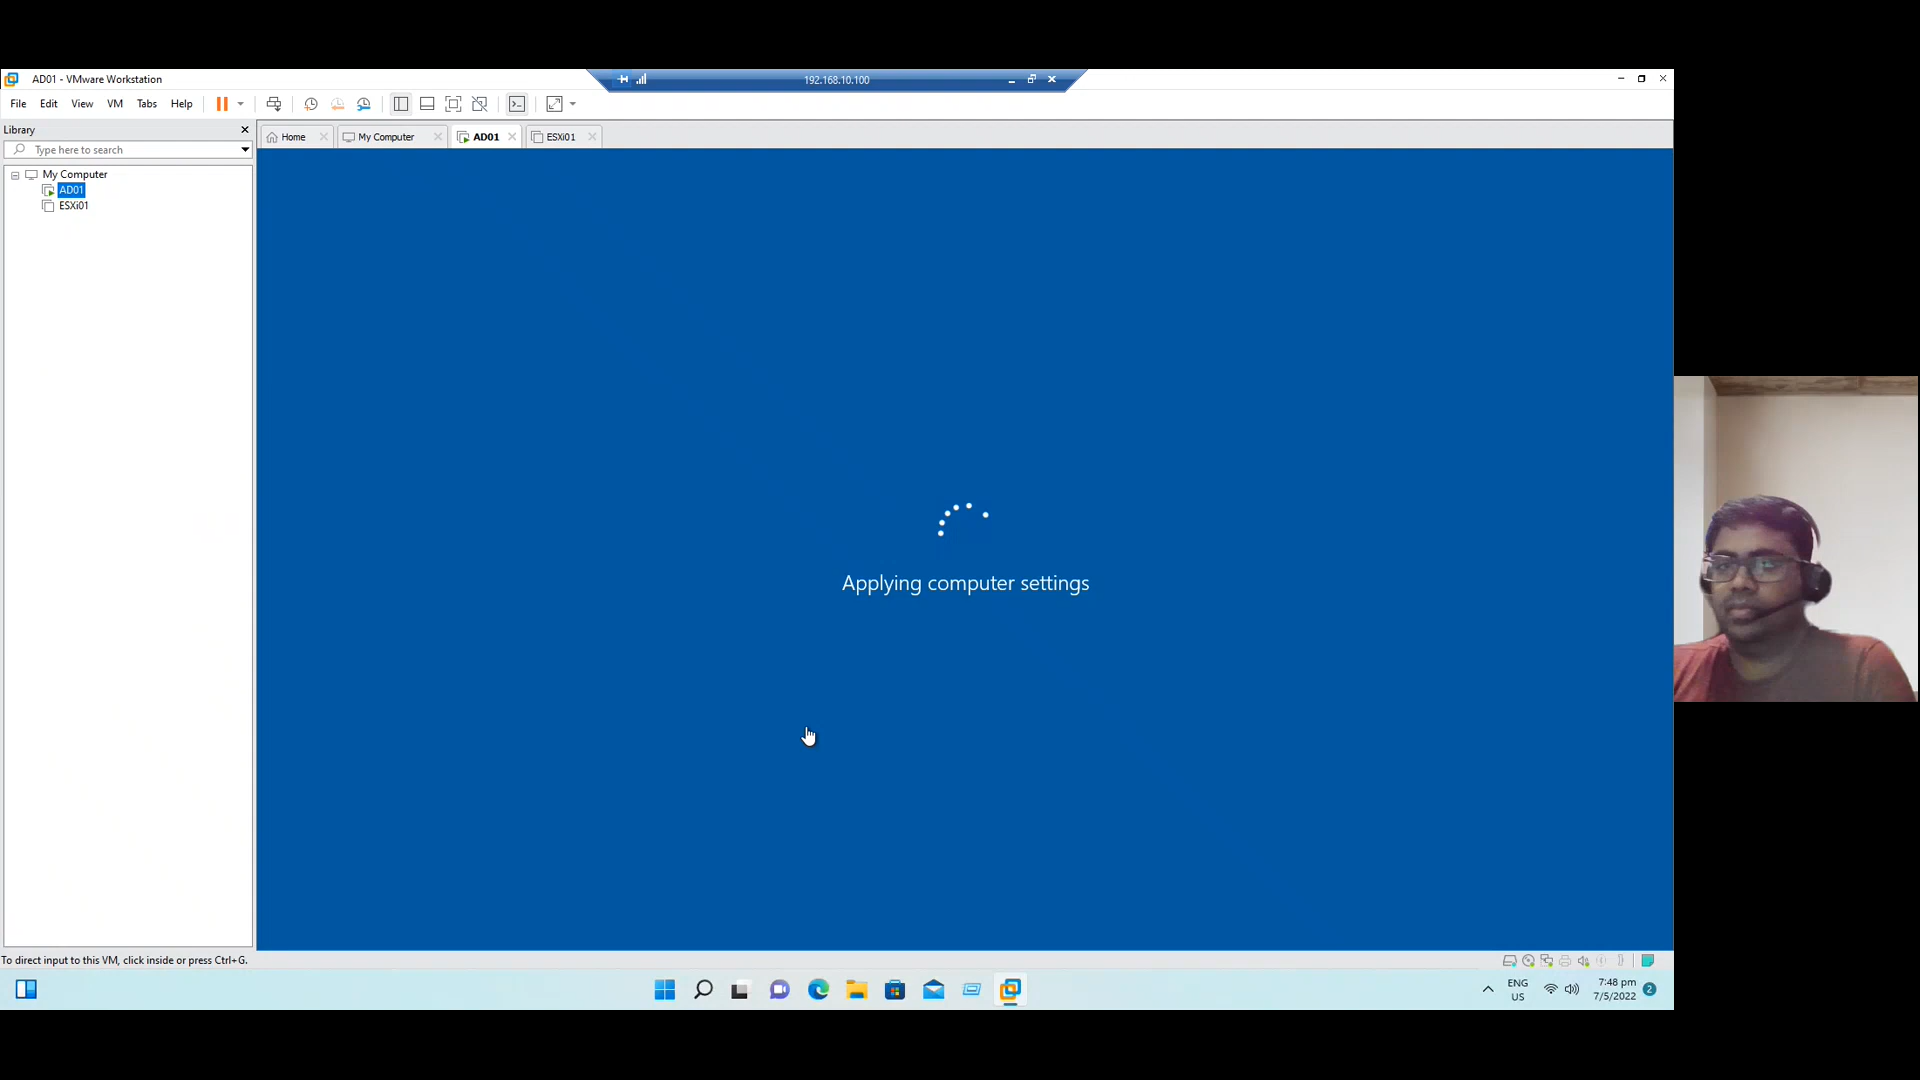 AD01 - VMware Workstation
192.168.10.100
File Edit View VM Tabs Help
Library
Home
My Computer
AD01
ESXi01
Type here to search
My Computer
AD01
ESXi01
Applying computer settings
To direct input to this VM, click inside or press Ctrl+G.
ENG
US
7:48 pm
7/5/2022
2